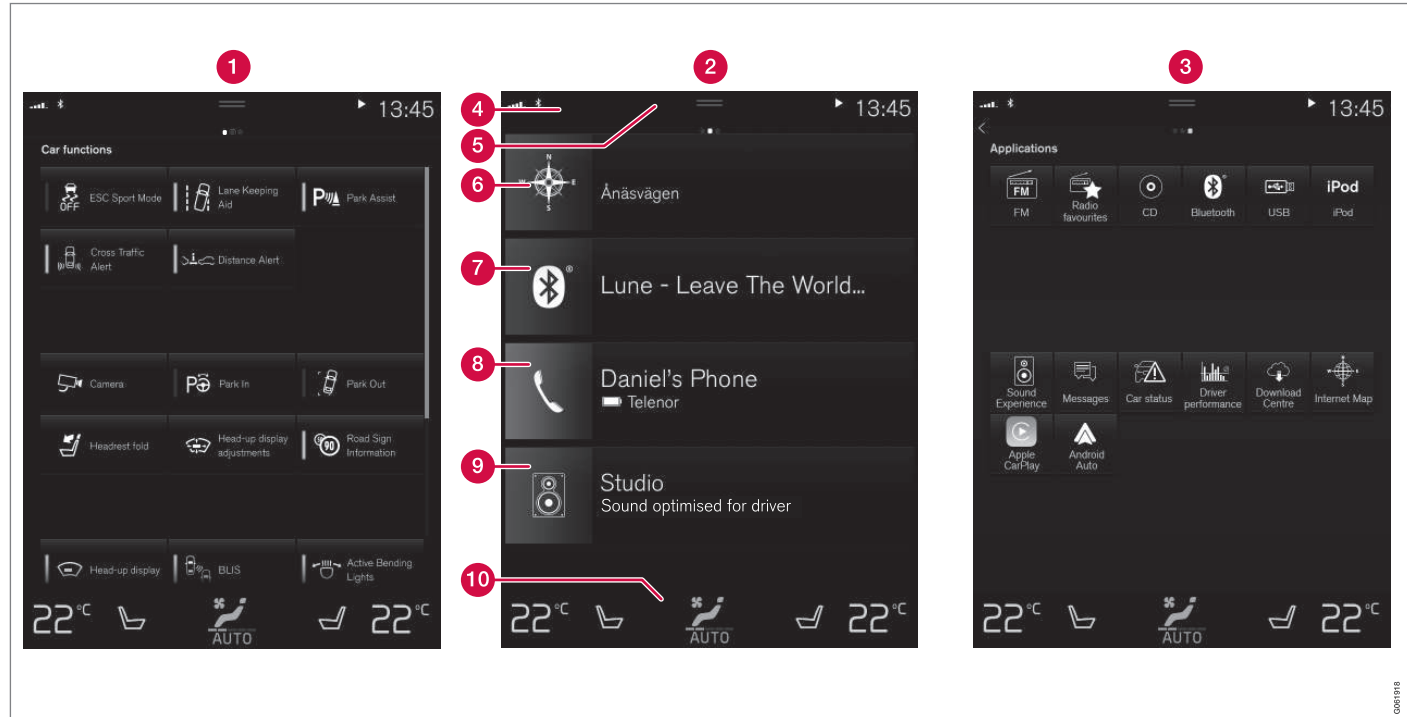 1
2
3
13:45
Car functions
ESC Sport Mode
OFF
Lane Keeping
Aid
P
Park Assist
Cross Traffic
Alert
Distance Alert
Camera
P
Park In
Park Out
Headrest fold
Head-up display
adjustments
90
Road Sign
Information
Head-up display
BLIS
Active Bending
Lights
22°C
AUTO
22°C
4
5
6
7
8
9
10
13:45
N
W
E
S
Ånäsvägen
Lune - Leave The World...
Daniel's Phone
Telenor
Studio
Sound optimised for driver
22°C
AUTO
22°C
13:45
Applications
FM
FM
Radio
favourites
CD
Bluetooth
USB
iPod
iPod
Sound
Experience
Messages
Car status
Driver
performance
Download
Centre
Internet Map
Apple
CarPlay
Android
Auto
22°C
AUTO
22°C
G061918